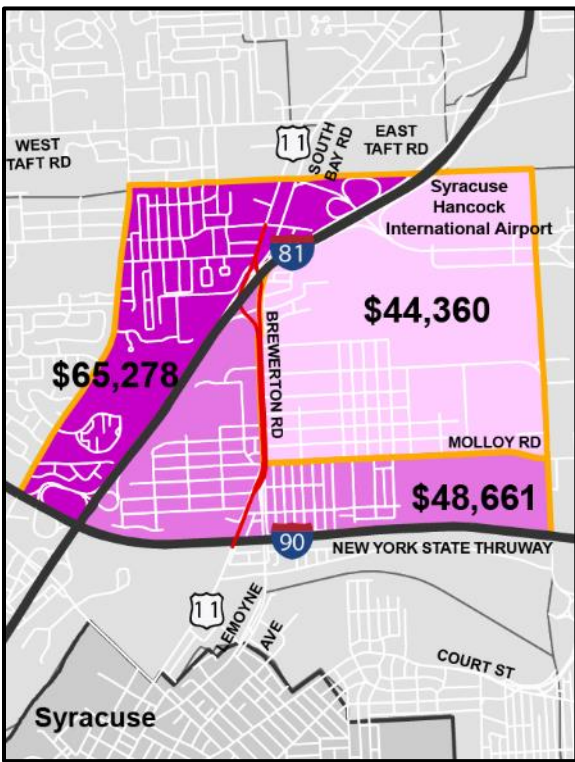 WEST
TAFT RD
11
SOUTH
BAY RD
EAST
TAFT RD
Syracuse
Hancock
International Airport
81
$44,360
$65,278
BREWERTON RD
MOLLOY RD
$48,661
90
NEW YORK STATE THRUWAY
11
LEMOYNE
AVE
COURT ST
Syracuse